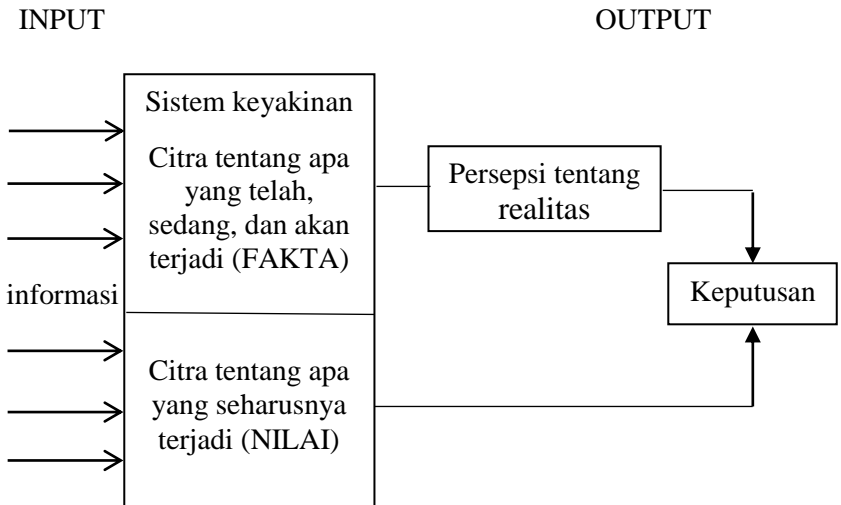 INPUT
OUTPUT
Sistem keyakinan
Citra tentang apa
yang telah,
sedang, dan akan
terjadi (FAKTA)
Persepsi tentang
realitas
informasi
Keputusan
Citra tentang apa
yang seharusnya
terjadi (NILAI)